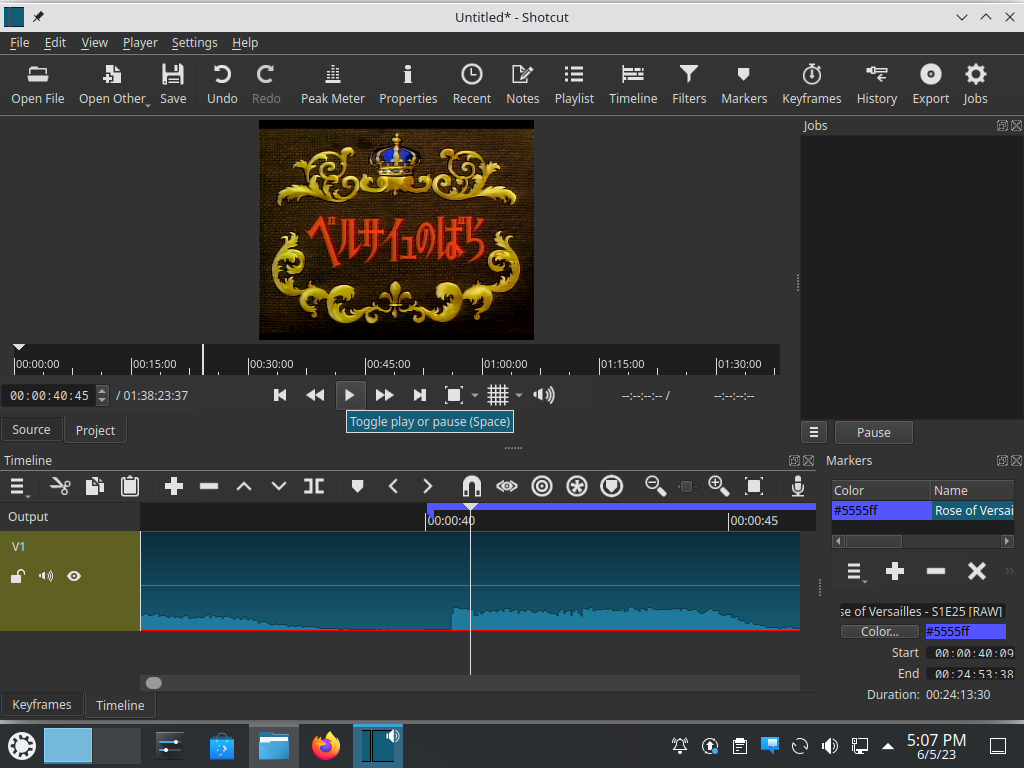 Untitled* - Shotcut
File Edit View Player Settings Help
Open File Open Other Save Undo Redo Peak Meter Properties Recent Notes Playlist Timeline Filters Markers Keyframes History Export Jobs
Jobs
ベルサイユのばら
00:00:00 00:15:00 00:30:00 00:45:00 01:00:00 01:15:00 01:30:00
00:00:40:45 / 01:38:23:37 --:--:--:-- / --:--:--:--
Toggle play or pause (Space)
Source Project
Pause
Timeline
Markers
Color Name
#5555ff Rose of Versai
Output
00:00:40 00:00:45
V1
se of Versailles - S1E25 [RAW]
Color... #5555ff
Start 00:00:40:09
End 00:24:53:38
Duration: 00:24:13:30
Keyframes Timeline
5:07 PM
6/5/23